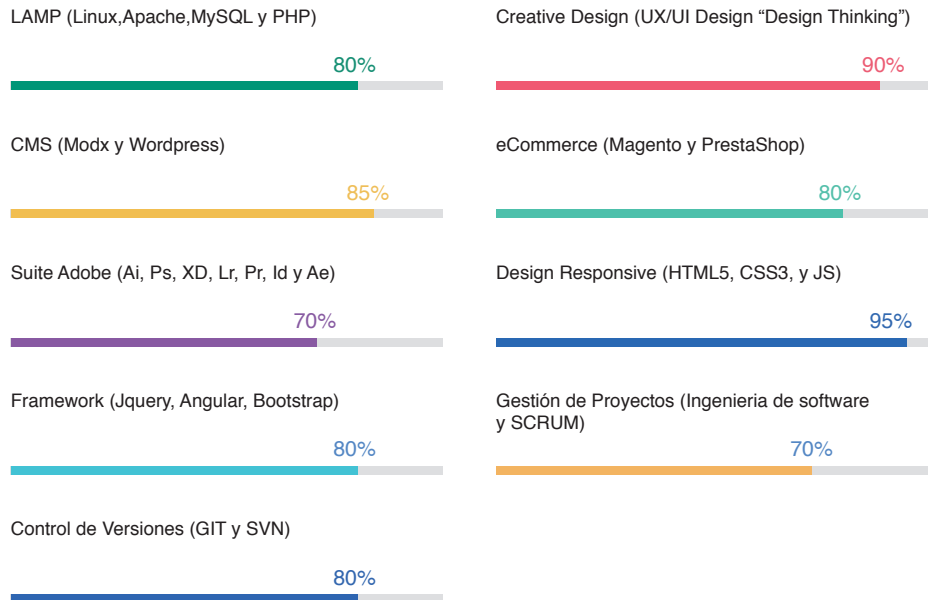 LAMP (Linux,Apache,MySQL y PHP)
80%
Creative Design (UX/UI Design “Design Thinking”)
90%
CMS (Modx y Wordpress)
85%
eCommerce (Magento y PrestaShop)
80%
Suite Adobe (Ai, Ps, XD, Lr, Pr, Id y Ae)
70%
Design Responsive (HTML5, CSS3, y JS)
95%
Framework (Jquery, Angular, Bootstrap)
80%
Gestión de Proyectos (Ingenieria de software
y SCRUM)
70%
Control de Versiones (GIT y SVN)
80%